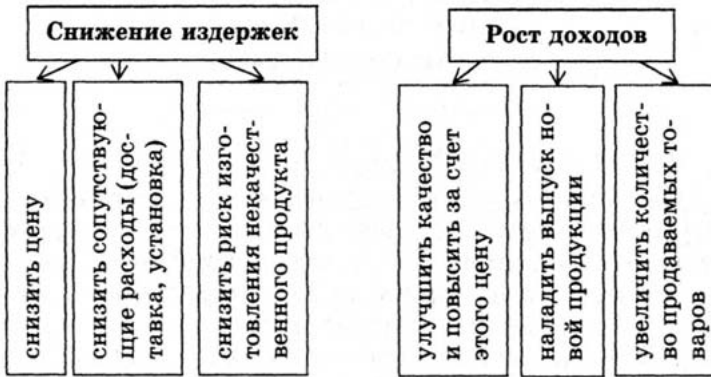 Снижение издержек
снизить цену
снизить сопутствую-
щие расходы (дос-
тавка, установка)
снизить риск изго-
товления некачест-
венного продукта
Рост доходов
улучшить качество
и повысить за счет
этого цену
наладить выпуск но-
вой продукции
увеличить количест-
во продаваемых то-
варов